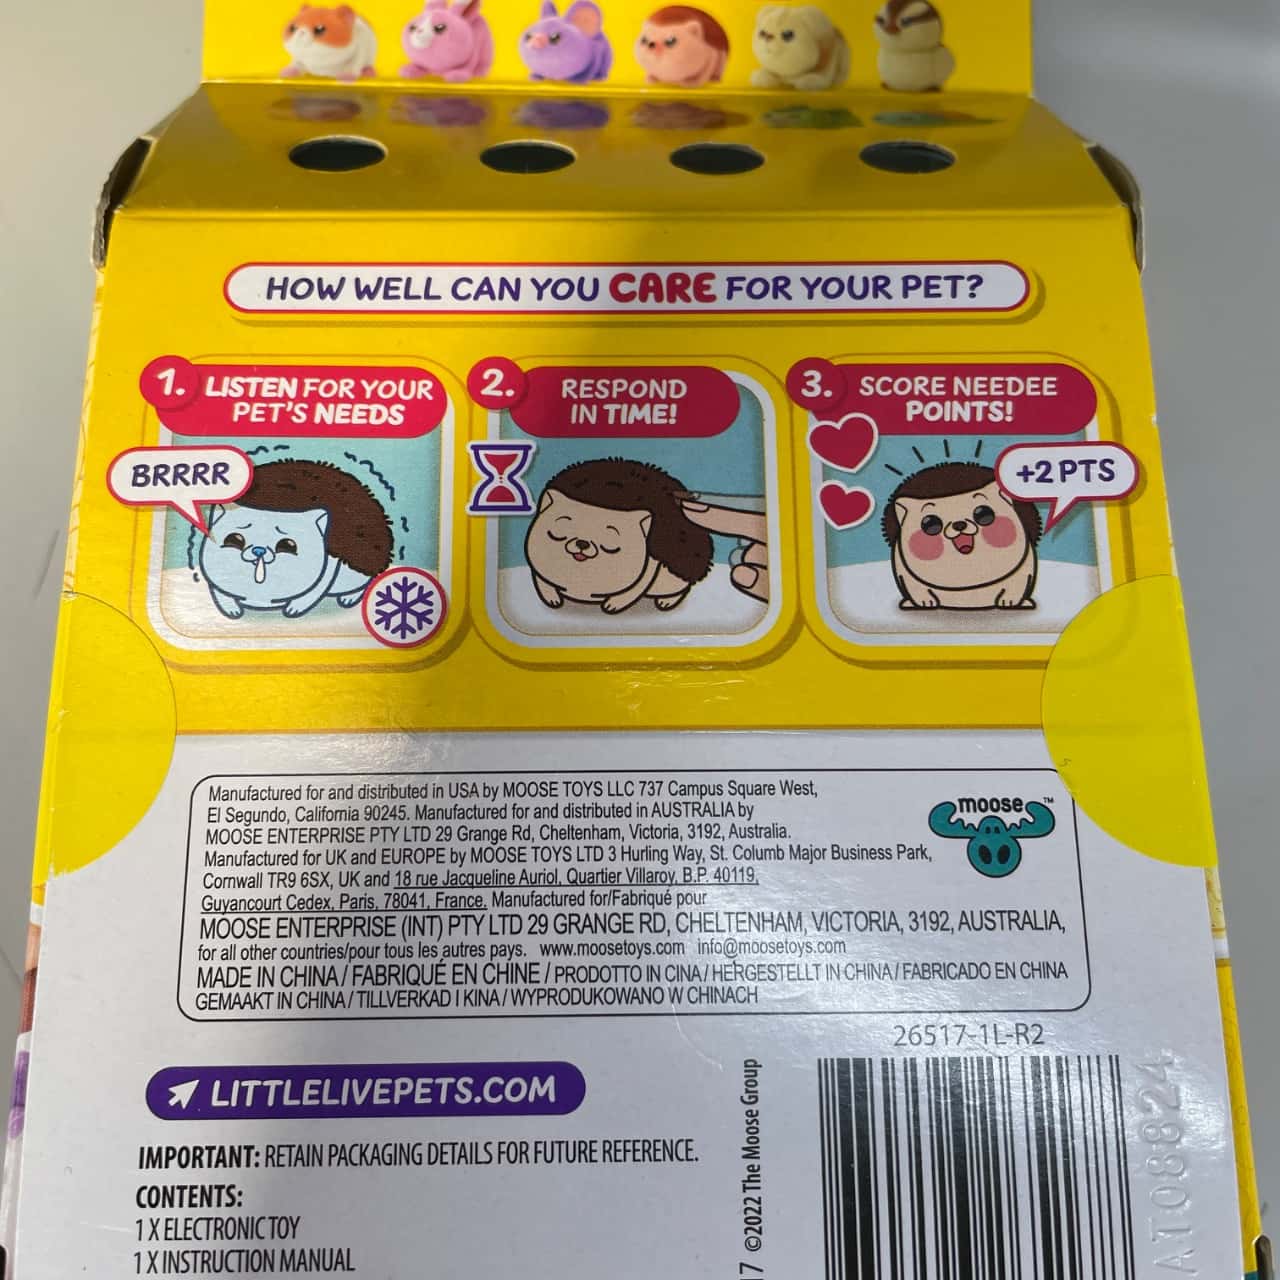 HOW WELL CAN YOU CARE FOR YOUR PET?
1.
LISTEN FOR YOUR
PET'S NEEDS
BRRRR
2.
RESPOND
IN TIME!
3.
SCORE NEEDEE
POINTS!
+2 PTS
Manufactured for and distributed in USA by MOOSE TOYS LLC 737 Campus Square West,
El Segundo, California 90245. Manufactured for and distributed in AUSTRALIA by
MOOSE ENTERPRISE PTY LTD 29 Grange Rd, Cheltenham, Victoria, 3192, Australia.
Manufactured for UK and EUROPE by MOOSE TOYS LTD 3 Hurling Way, St. Columb Major Business Park,
Cornwall TR9 6SX, UK and 18 rue Jacqueline Auriol, Quartier Villaroy, B.P. 40119,
Guyancourt Cedex, Paris, 78041, France. Manufactured for/Fabriqué pour
MOOSE ENTERPRISE (INT) PTY LTD 29 GRANGE RD, CHELTENHAM, VICTORIA, 3192, AUSTRALIA,
for all other countries/pour tous les autres pays. www.moosetoys.com info@moosetoys.com
MADE IN CHINA / FABRIQUÉ EN CHINE / PRODOTTO IN CINA / HERGESTELLT IN CHINA / FABRICADO EN CHINA
GEMAAKT IN CHINA / TILLVERKAD I KINA / WYPRODUKOWANO W CHINACH
moose™
26517-1L-R2
LITTLELIVEPETS.COM
IMPORTANT: RETAIN PACKAGING DETAILS FOR FUTURE REFERENCE.
CONTENTS:
1 X ELECTRONIC TOY
1 X INSTRUCTION MANUAL
©2022 The Moose Group
AT08824